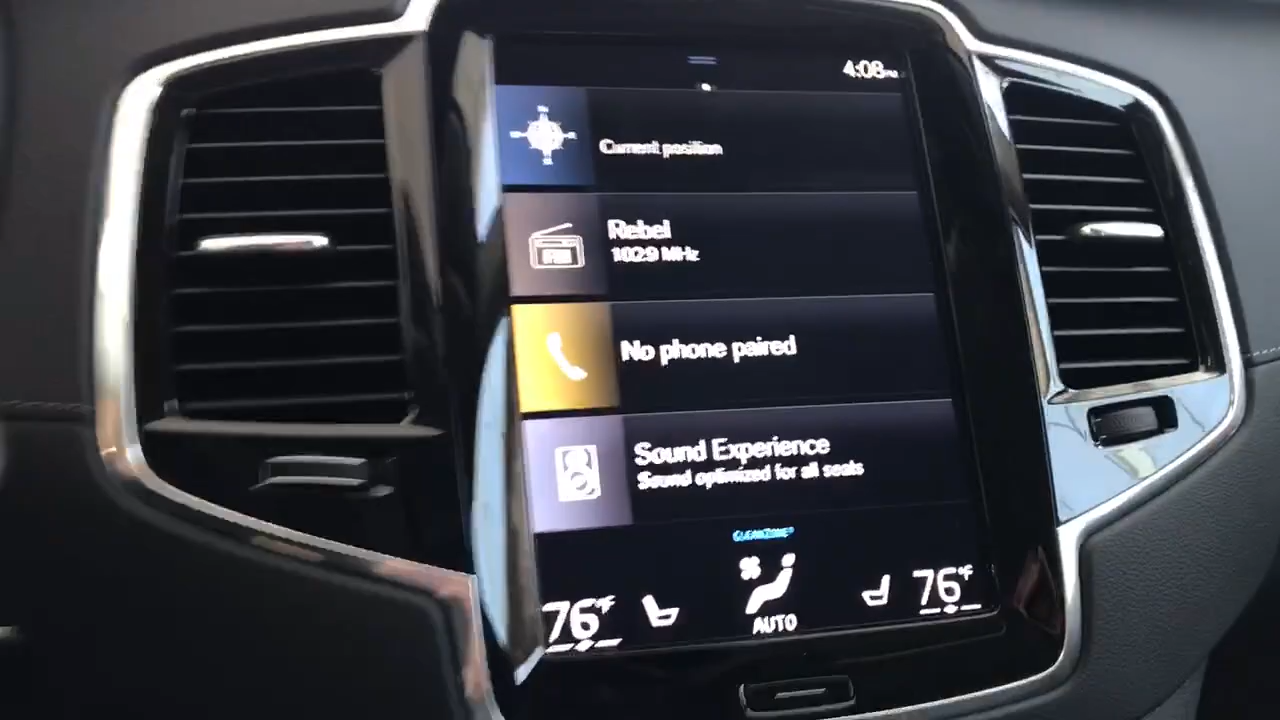 4:08 PM
Current position
Rebel
102.9 MHz
FM
No phone paired
Sound Experience
Sound optimized for all seats
CLEANZONE®
76°F
76°F
AUTO